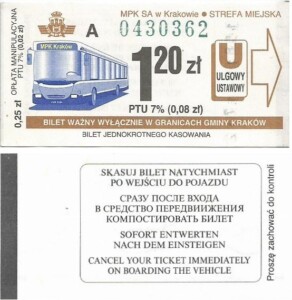 MPK SA w Krakowie • STREFA MIEJSKA
A 0430362
OPŁATA MANIPULACYJNA
0,25 zł PTU 7% (0,02 zł)
MPK Kraków
1 20 zł
PTU 7% (0,08 zł)
U
ULGOWY
USTAWOWY
BILET WAŻNY WYŁĄCZNIE W GRANICACH GMINY KRAKÓW
BILET JEDNOKROTNEGO KASOWANIA
SKASUJ BILET NATYCHMIAST
PO WEJŚCIU DO POJAZDU
СРАЗУ ПОСЛЕ ВХОДА
В СРЕДСТВО ПЕРЕДВИЖЕНИЯ
КОМПОСТИРОВАТЬ БИЛЕТ
SOFORT ENTWERTEN
NACH DEM EINSTEIGEN
CANCEL YOUR TICKET IMMEDIATELY
ON BOARDING THE VEHICLE
Proszę zachować do kontroli